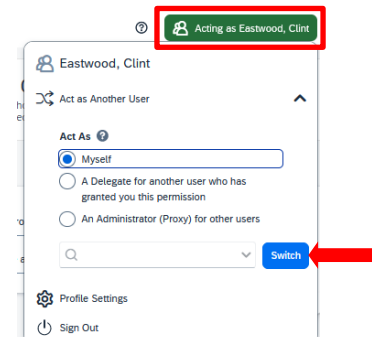 Acting as Eastwood, Clint
Eastwood, Clint
Act as Another User
Act As
Myself
A Delegate for another user who has
granted you this permission
An Administrator (Proxy) for other users
Switch
Profile Settings
Sign Out